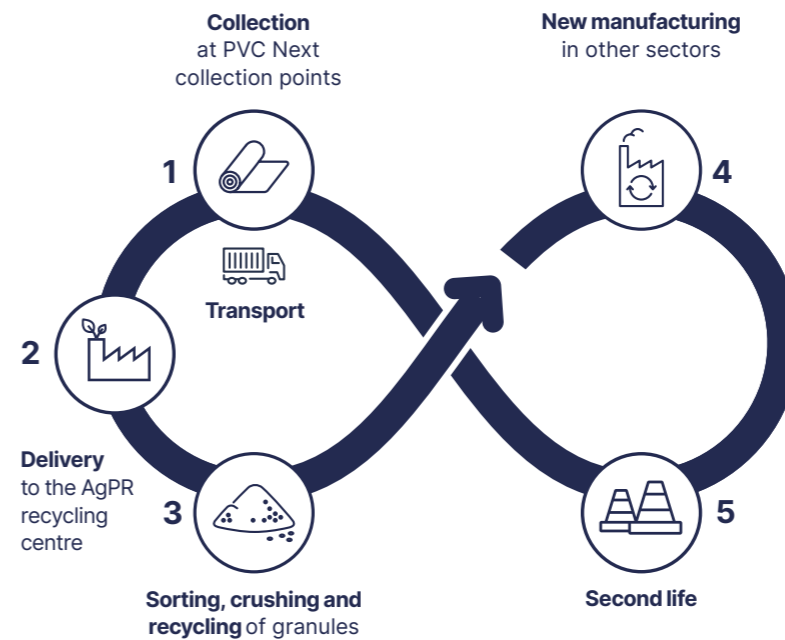 Collection
at PVC Next
collection points
1
Transport
2
Delivery
to the AgPR
recycling
centre
3
Sorting, crushing and
recycling of granules
New manufacturing
in other sectors
4
5
Second life